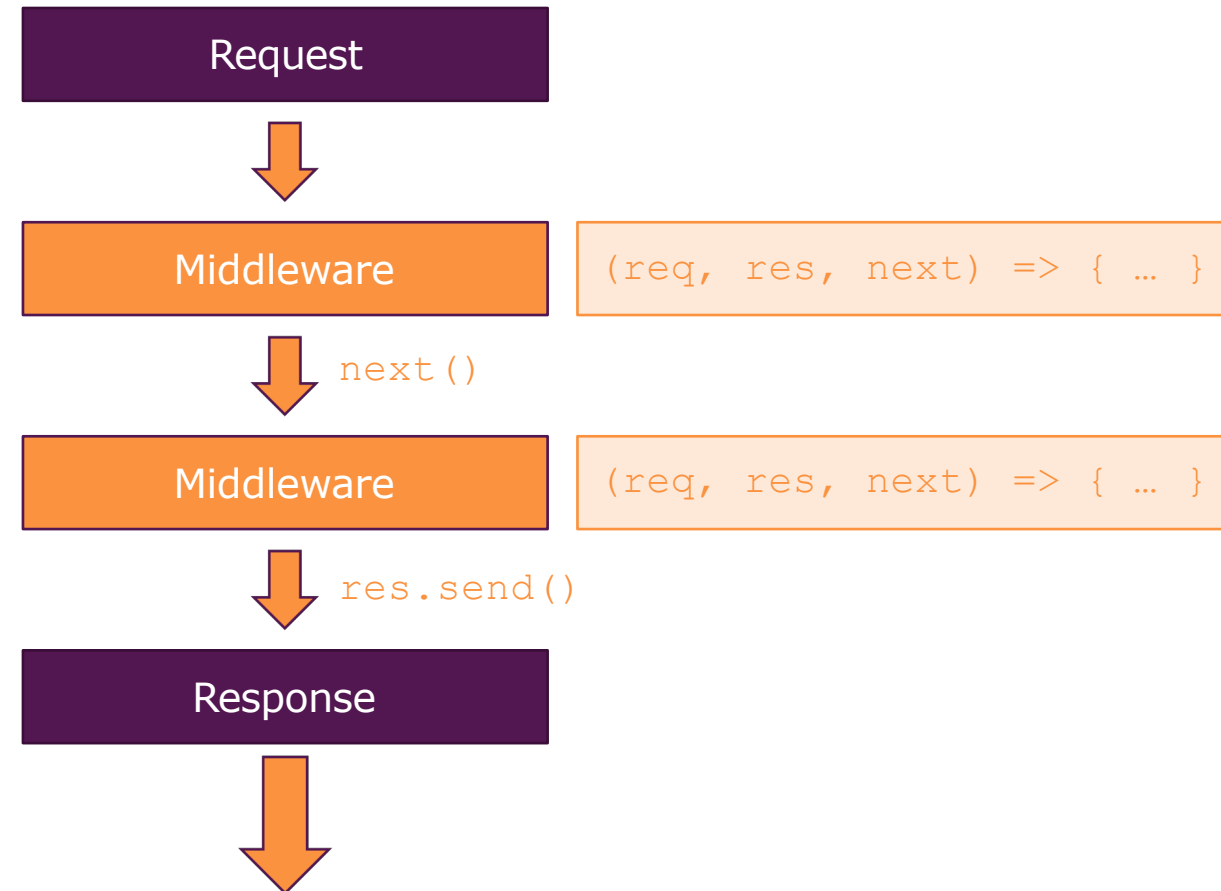 Request
Middleware
(req, res, next) => { … }
next()
Middleware
(req, res, next) => { … }
res.send()
Response